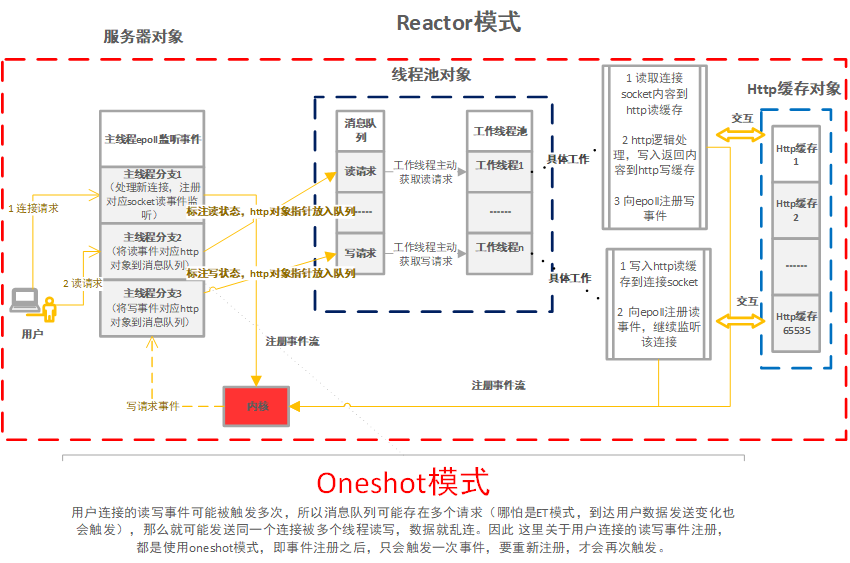 Reactor模式
服务器对象
线程池对象
Http缓存对象
主线程epoll监听事件
主线程分支1
（处理新连接，注册
对应socket读事件监
听）
主线程分支2
（将读事件对应http
对象到消息队列）
主线程分支3
（将写事件对应http
对象到消息队列）
1 连接请求
2 读请求
用户
标注读状态，http对象指针放入队列
标注写状态，http对象指针放入队列
消息队
列
读请求
------
写请求
工作线程主动
获取读请求
工作线程主动
获取写请求
工作线程池
工作线程1
------
工作线程n
具体工作
具体工作
1 读取连接
socket内容到
http读缓存
2 http逻辑处
理，写入返回内
容到http写缓存
3 向epoll注册写
事件
1 写入http读缓
存到连接socket
2 向epoll注册读
事件，继续监听
该连接
交互
交互
Http缓存
1
Http缓存
2
------
Http缓存
65535
注册事件流
注册事件流
写请求事件
内核
Oneshot模式
用户连接的读写事件可能被触发多次，所以消息队列可能存在多个请求（哪怕是ET模式，到达用户数据发送变化也
会触发），那么就可能发送同一个连接被多个线程读写，数据就乱连。因此 这里关于用户连接的读写事件注册，
都是使用oneshot模式，即事件注册之后，只会触发一次事件，要重新注册，才会再次触发。